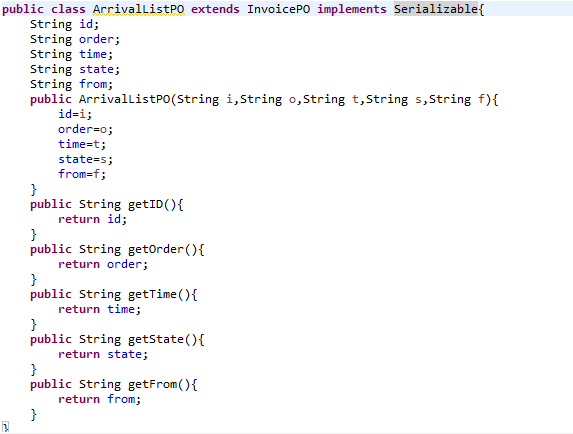 public class ArrivalListPO extends InvoicePO implements Serializable{
    String id;
    String order;
    String time;
    String state;
    String from;
    public ArrivalListPO(String i,String o,String t,String s,String f){
        id=i;
        order=o;
        time=t;
        state=s;
        from=f;
    }
    public String getID(){
        return id;
    }
    public String getOrder(){
        return order;
    }
    public String getTime(){
        return time;
    }
    public String getState(){
        return state;
    }
    public String getFrom(){
        return from;
    }
}